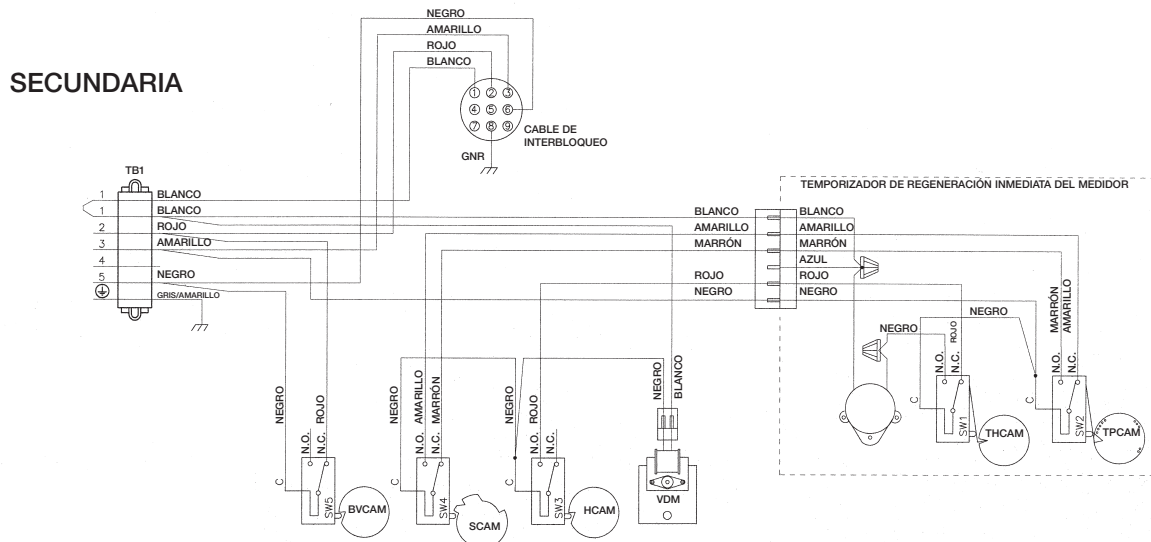 NEGRO
AMARILLO
ROJO
BLANCO
SECUNDARIA
1 2 3
4 5 6
7 8 9
CABLE DE
INTERBLOQUEO
GNR
TB1
1 BLANCO
1 BLANCO
2 ROJO
3 AMARILLO
4
5 NEGRO
GRIS/AMARILLO
TEMPORIZADOR DE REGENERACIÓN INMEDIATA DEL MEDIDOR
BLANCO BLANCO
AMARILLO AMARILLO
MARRÓN MARRÓN
AZUL
ROJO ROJO
NEGRO NEGRO
NEGRO
N.O.
N.C. ROJO
C
SW5
BVCAM
NEGRO
N.O. AMARILLO
N.C. MARRÓN
C
SW4
SCAM
NEGRO
N.O. ROJO
N.C.
C
SW3
HCAM
NEGRO
BLANCO
VDM
NEGRO
N.O.
N.C. ROJO
C
SW1
THCAM
NEGRO
MARRÓN
AMARILLO
N.O.
N.C.
C
SW2
TPCAM